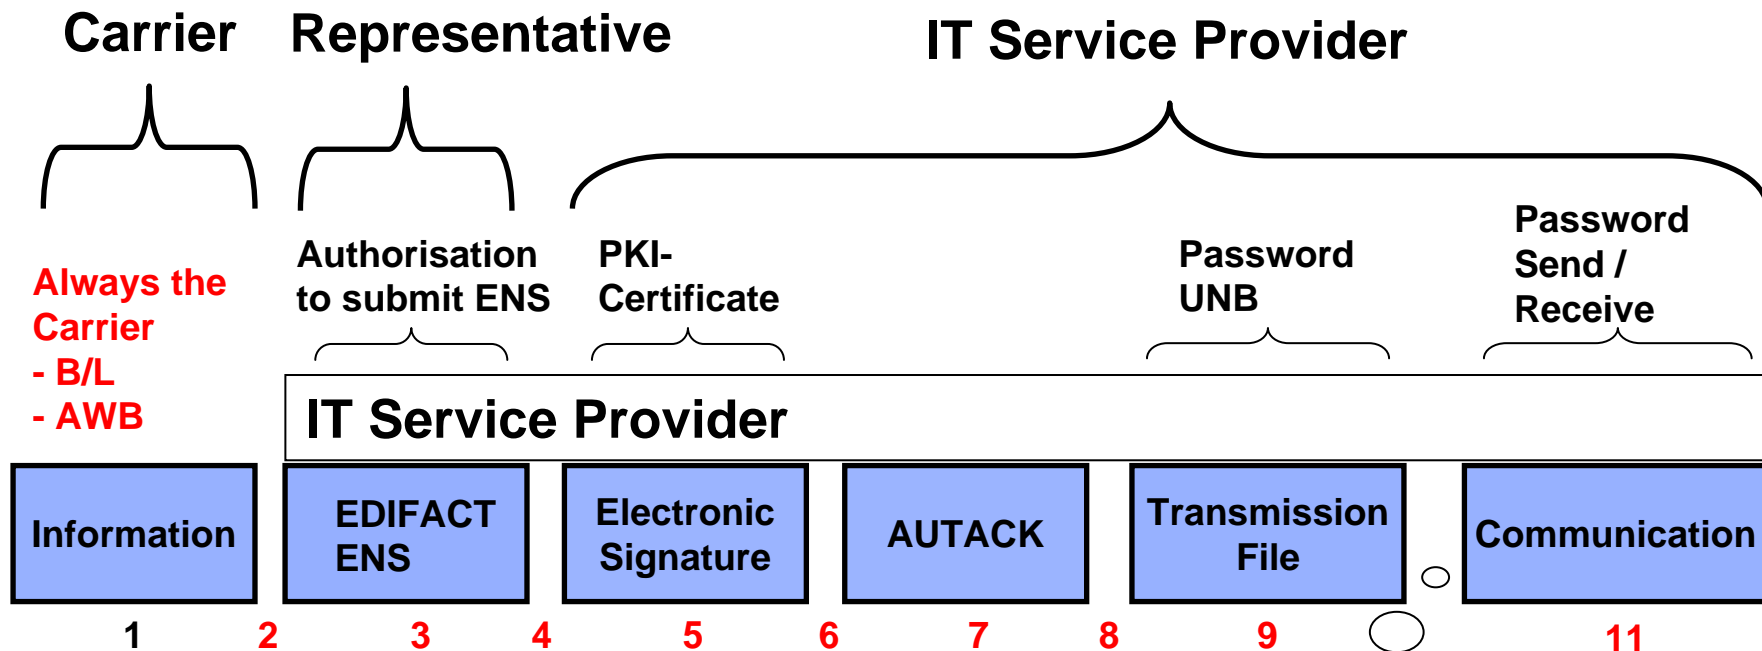 Carrier
Representative
IT Service Provider
Always the
Carrier
- B/L
- AWB
Authorisation
to submit ENS
PKI-
Certificate
Password
UNB
Password
Send /
Receive
IT Service Provider
Information
EDIFACT
ENS
Electronic
Signature
AUTACK
Transmission
File
Communication
1 2 3 4 5 6 7 8 9 11